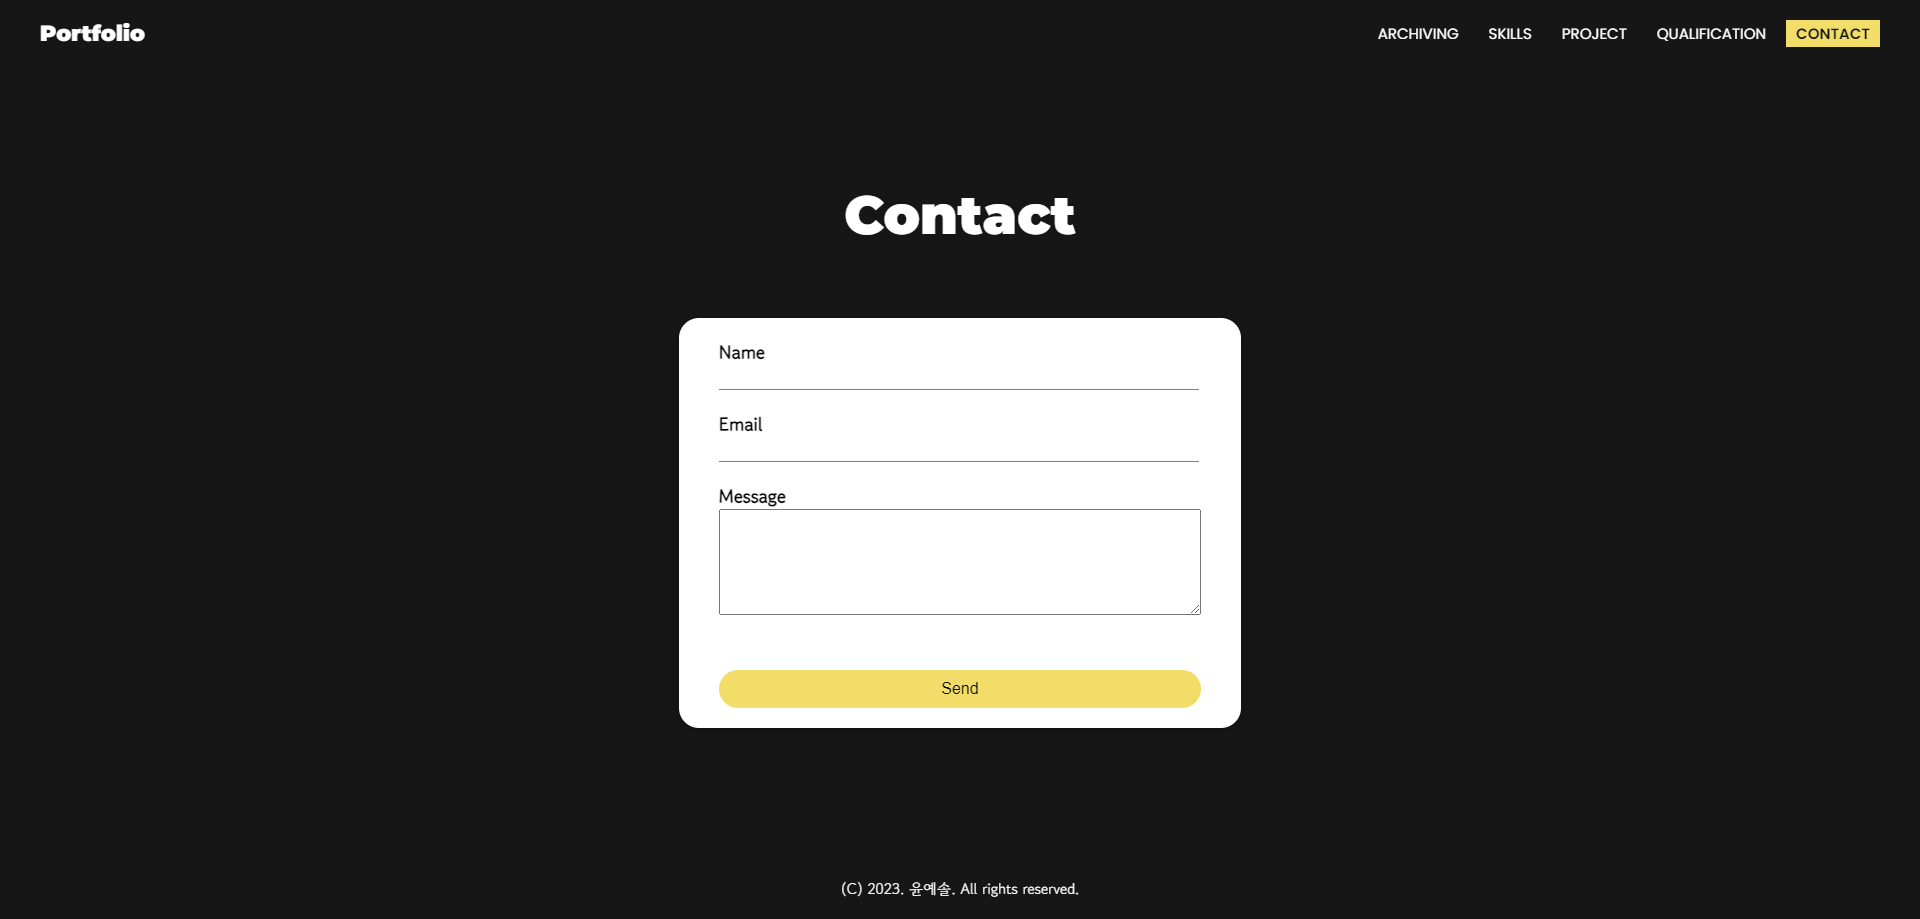 Portfolio
ARCHIVING SKILLS PROJECT QUALIFICATION CONTACT
Contact
Name
Email
Message
Send
(C) 2023. 윤예솔. All rights reserved.